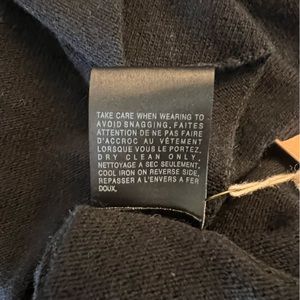 TAKE CARE WHEN WEARING TO
AVOID SNAGGING. FAITES
ATTENTION DE NE PAS FAIRE
D'ACCROC AU VÊTEMENT
LORSQUE VOUS LE PORTEZ.
DRY CLEAN ONLY.
NETTOYAGE A SEC SEULEMENT.
COOL IRON ON REVERSE SIDE.
REPASSER A L'ENVERS A FER
DOUX.